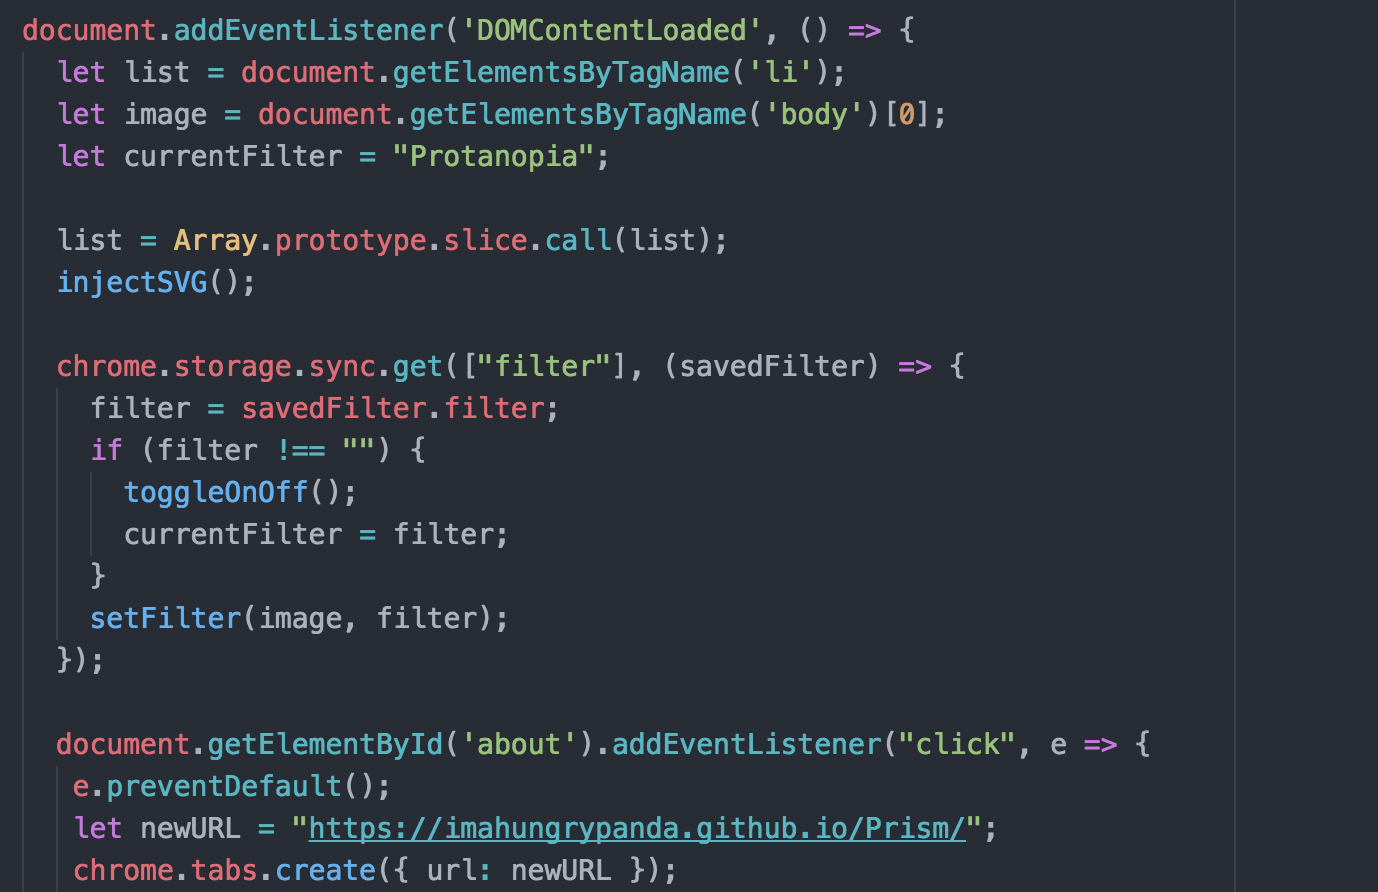 document.addEventListener('DOMContentLoaded', () => {
  let list = document.getElementsByTagName('li');
  let image = document.getElementsByTagName('body')[0];
  let currentFilter = "Protanopia";

  list = Array.prototype.slice.call(list);
  injectSVG();

  chrome.storage.sync.get(["filter"], (savedFilter) => {
    filter = savedFilter.filter;
    if (filter !== "") {
      toggleOnOff();
      currentFilter = filter;
    }
    setFilter(image, filter);
  });

  document.getElementById('about').addEventListener("click", e => {
   e.preventDefault();
   let newURL = "https://imahungrypanda.github.io/Prism/";
   chrome.tabs.create({ url: newURL });